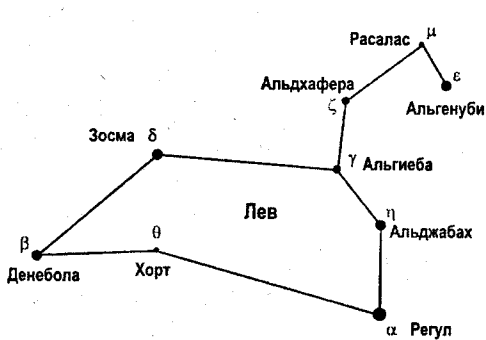 μ
Расалас
ε
Альдхафера
ζ
Альгенуби
Зосма δ
γ Альгиеба
Лев
η
Альджабах
θ
β
Хорт
Денебола
α Регул